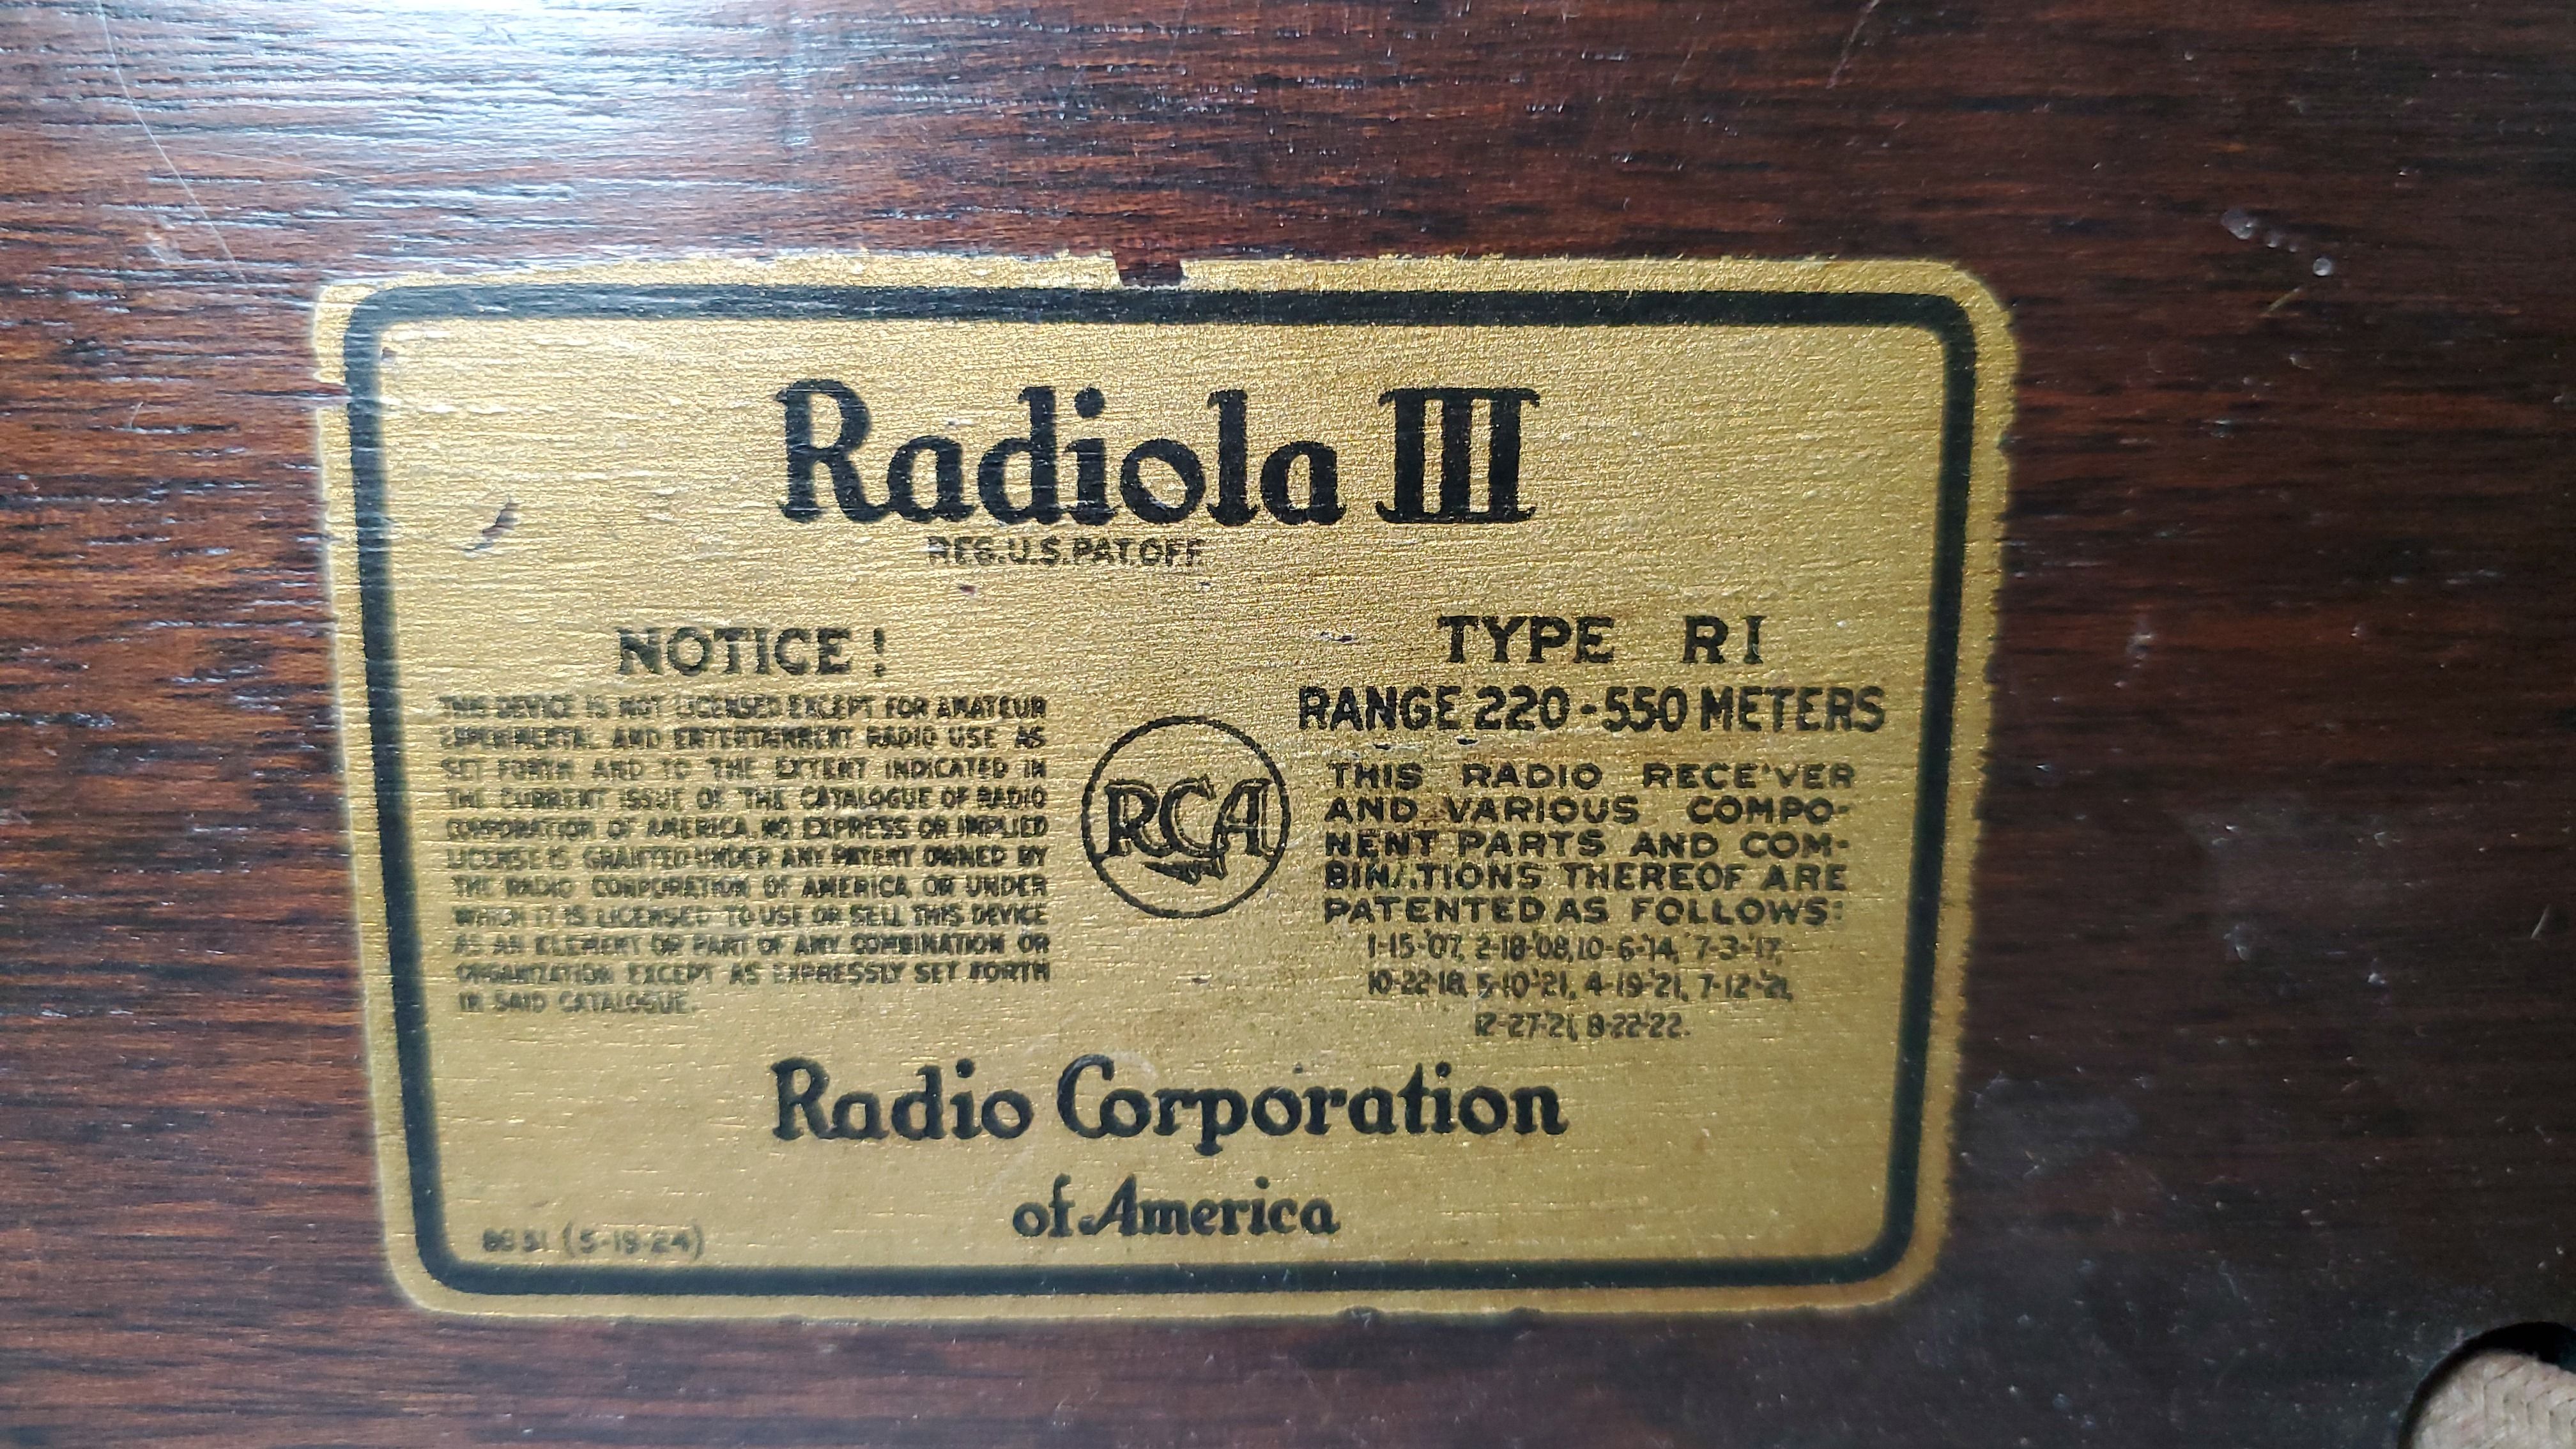 Radiola III
REG.U.S.PAT.OFF.
NOTICE!
THIS DEVICE IS NOT LICENSED EXCEPT FOR AMATEUR
EXPERIMENTAL AND ENTERTAINMENT RADIO USE AS
SET FORTH AND TO THE EXTENT INDICATED IN
THE CURRENT ISSUE OF THE CATALOGUE OF RADIO
CORPORATION OF AMERICA. NO EXPRESS OR IMPLIED
LICENSE IS GRANTED UNDER ANY PATENT OWNED BY
THE RADIO CORPORATION OF AMERICA, OR UNDER
WHICH IT IS LICENSED TO USE OR SELL THIS DEVICE
AS AN ELEMENT OR PART OF ANY COMBINATION OR
ORGANIZATION EXCEPT AS EXPRESSLY SET FORTH
IN SAID CATALOGUE.
RCA
TYPE RI
RANGE 220-550 METERS
THIS RADIO RECEIVER
AND VARIOUS COMPO-
NENT PARTS AND COM-
BINATIONS THEREOF ARE
PATENTED AS FOLLOWS:
1-15-'07, 2-18-'08, 10-6-'14, 7-3-'17,
10-22-18, 5-10-'21, 4-19-'21, 7-12-'21,
12-27-'21, 8-22-'22.
Radio Corporation
of America
(5-19-24)